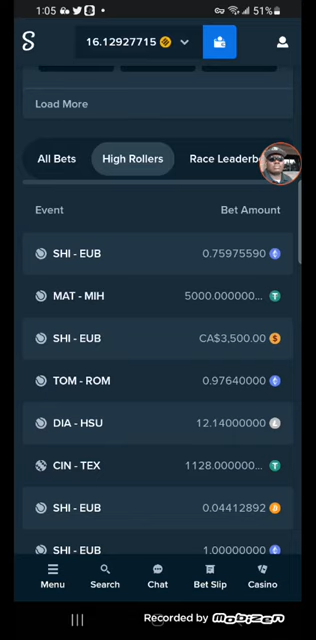 1:05 51%
S 16.12927715
Load More
All Bets High Rollers Race Leaderb
Event Bet Amount
SHI - EUB 0.75975590
MAT - MIH 5000.000000...
SHI - EUB CA$3,500.00
TOM - ROM 0.97640000
DIA - HSU 12.14000000
CIN - TEX 1128.000000...
SHI - EUB 0.04412892
SHI - EUB 1.00000000
Menu Search Chat Bet Slip Casino
Recorded by mobizen